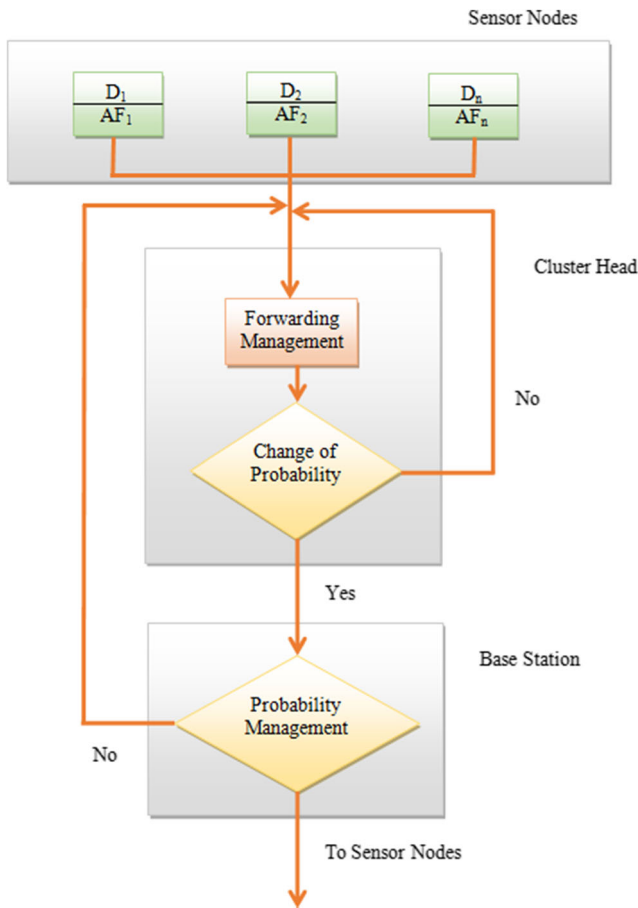 Sensor Nodes
D₁
AF₁
D₂
AF₂
Dₙ
AFₙ
Cluster Head
Forwarding
Management
No
Change of
Probability
Yes
Base Station
Probability
Management
No
To Sensor Nodes